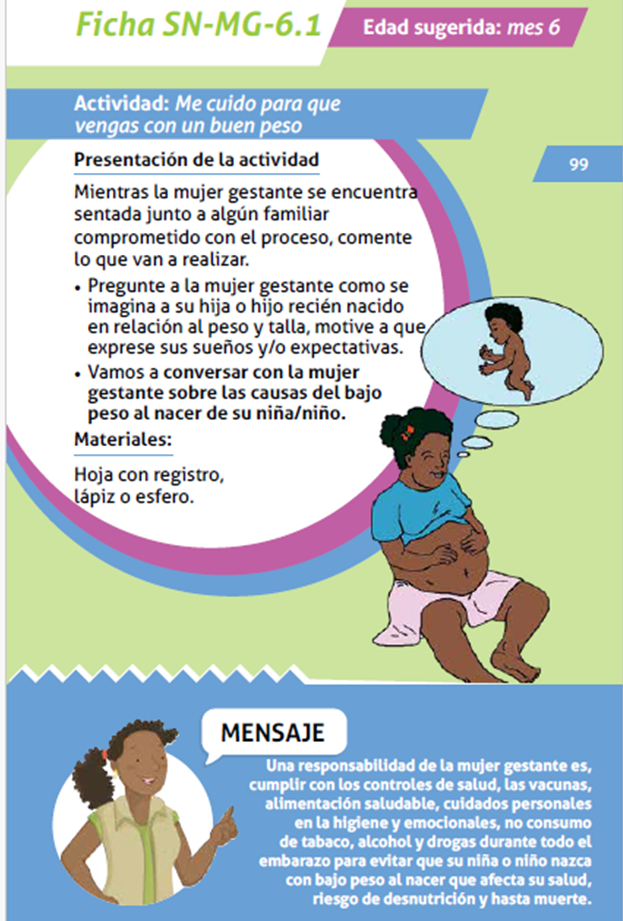 Ficha SN-MG-6.1
Edad sugerida: mes 6
Actividad: Me cuido para que
vengas con un buen peso
99
Presentación de la actividad
Mientras la mujer gestante se encuentra
sentada junto a algún familiar
comprometido con el proceso, comente
lo que van a realizar.
• Pregunte a la mujer gestante como se
imagina a su hija o hijo recién nacido
en relación al peso y talla, motive a que
exprese sus sueños y/o expectativas.
• Vamos a conversar con la mujer
gestante sobre las causas del bajo
peso al nacer de su niña/niño.
Materiales:
Hoja con registro,
lápiz o esfero.
MENSAJE
Una responsabilidad de la mujer gestante es,
cumplir con los controles de salud, las vacunas,
alimentación saludable, cuidados personales
en la higiene y emocionales, no consumo
de tabaco, alcohol y drogas durante todo el
embarazo para evitar que su niña o niño nazca
con bajo peso al nacer que afecta su salud,
riesgo de desnutrición y hasta muerte.